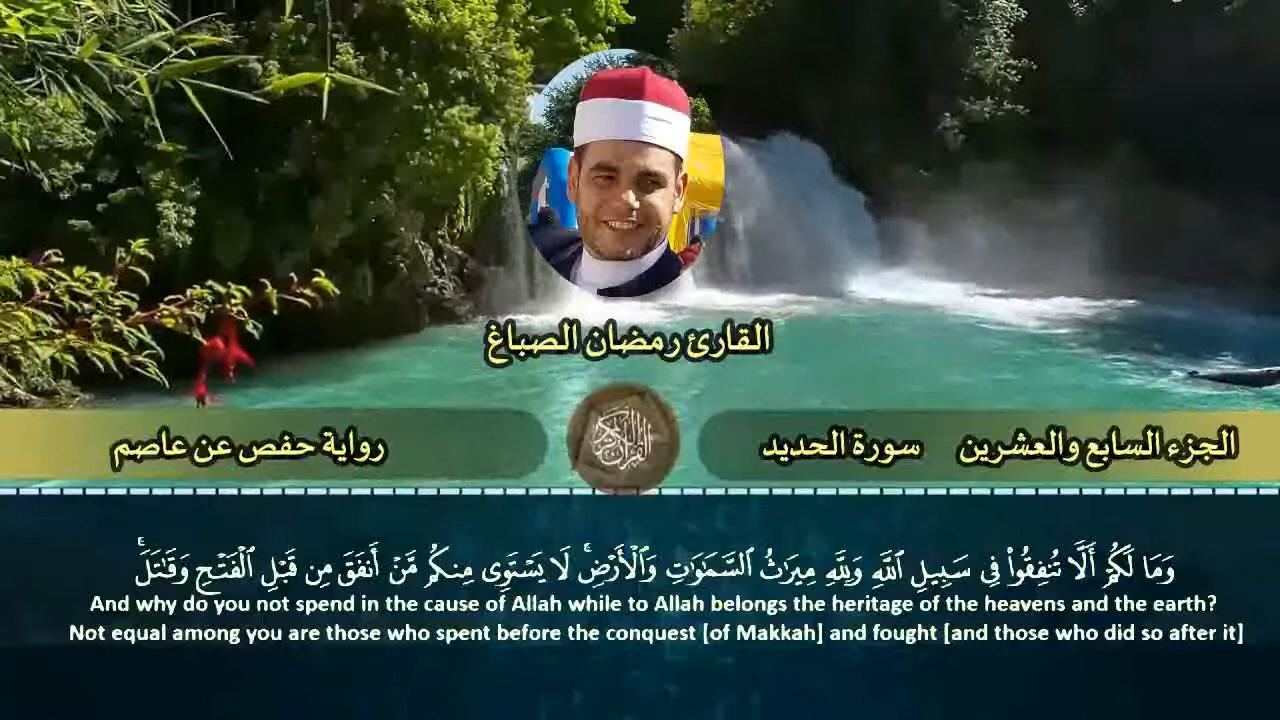 القارئ رمضان الصباغ
الجزء السابع والعشرين
سورة الحديد
القرآن الكريم
رواية حفص عن عاصم
وَمَا لَكُمْ أَلَّا تُنفِقُوا۟ فِى سَبِيلِ ٱللَّهِ وَلِلَّهِ مِيرَٰثُ ٱلسَّمَٰوَٰتِ وَٱلْأَرْضِ ۚ لَا يَسْتَوِى مِنكُم مَّنْ أَنفَقَ مِن قَبْلِ ٱلْفَتْحِ وَقَٰتَلَ ۚ
And why do you not spend in the cause of Allah while to Allah belongs the heritage of the heavens and the earth?
Not equal among you are those who spent before the conquest [of Makkah] and fought [and those who did so after it]